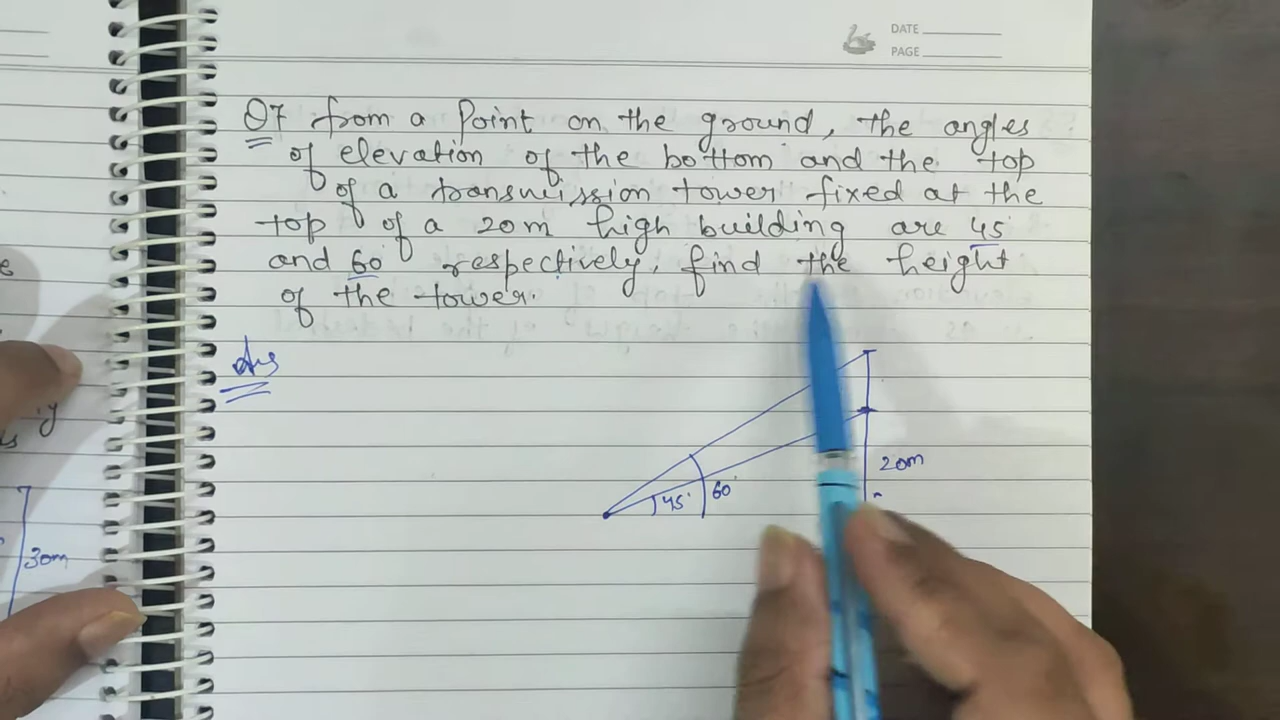 DATE
PAGE
Q7 from a Point on the ground, the angles
of elevation of the bottom and the top
of a transmission tower fixed at the
top of a 20m high building are 45
and 60 respectively, find the height
of the tower.
Ans
20m
45°
60
30m